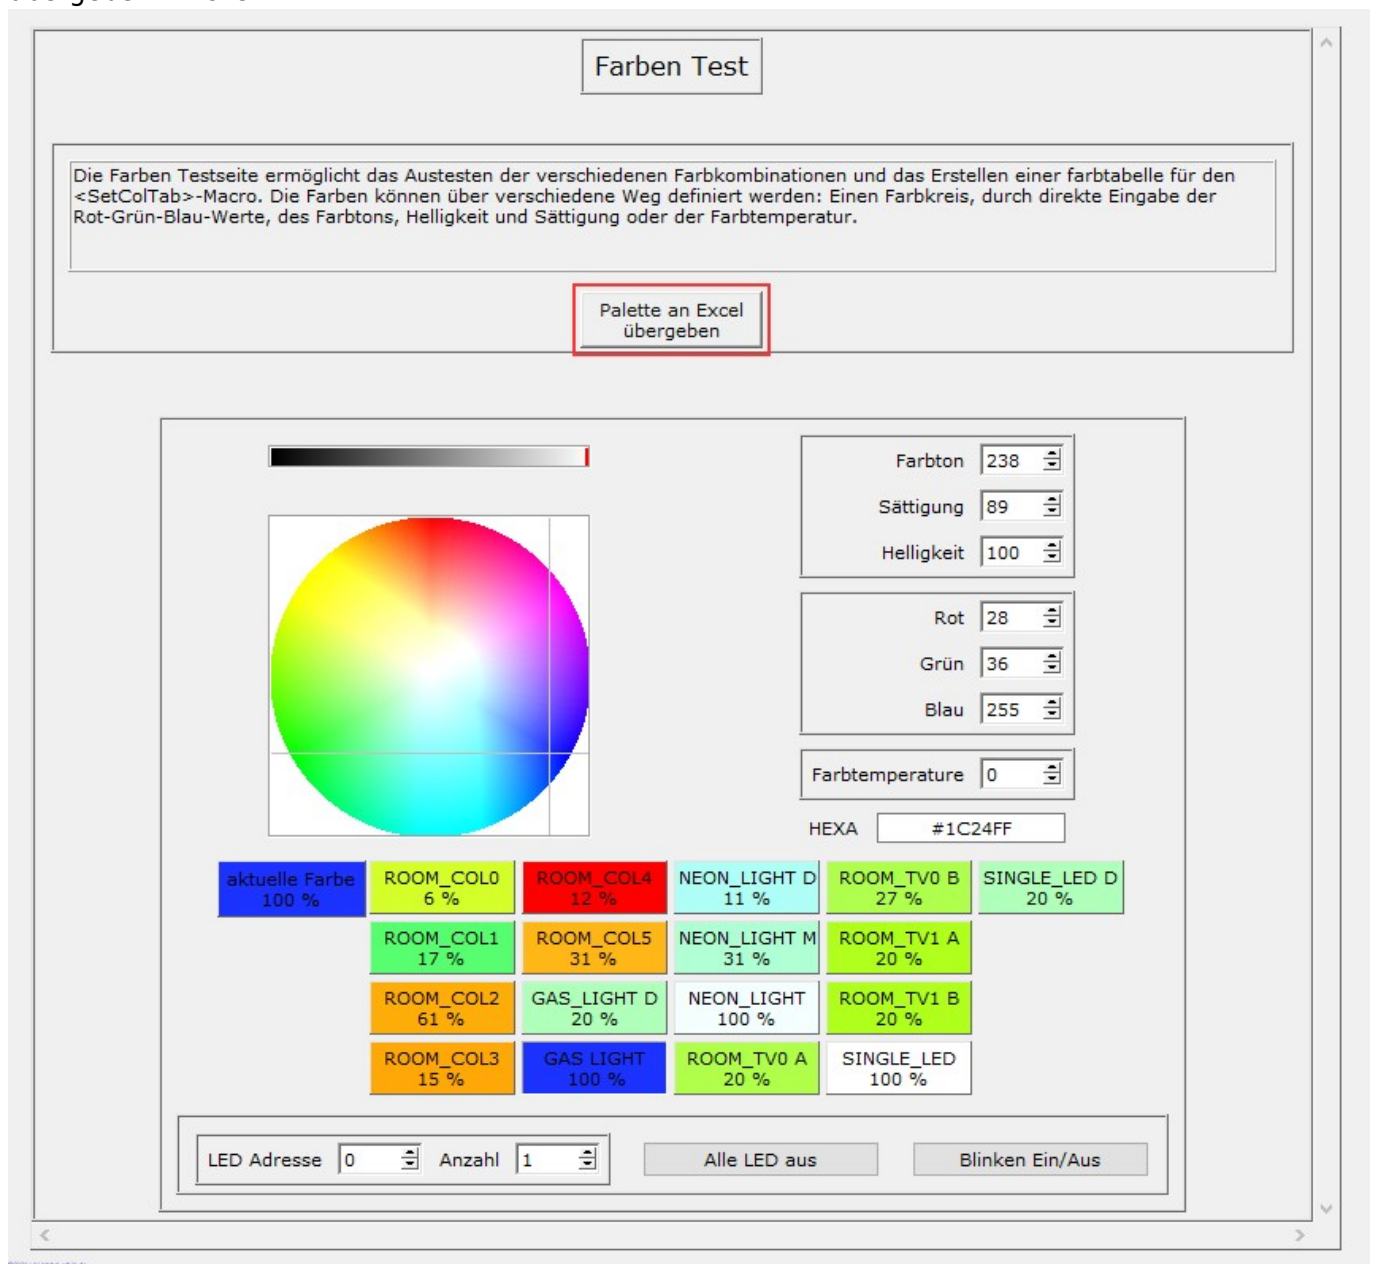 Farben Test
Die Farben Testseite ermöglicht das Austesten der verschiedenen Farbkombinationen und das Erstellen einer farbtabelle für den
<SetColTab>-Macro. Die Farben können über verschiedene Weg definiert werden: Einen Farbkreis, durch direkte Eingabe der
Rot-Grün-Blau-Werte, des Farbtons, Helligkeit und Sättigung oder der Farbtemperatur.
Palette an Excel
übergeben
Farbton 238
Sättigung 89
Helligkeit 100
Rot 28
Grün 36
Blau 255
Farbtemperature 0
HEXA #1C24FF
aktuelle Farbe ROOM_COL0 ROOM_COL4 NEON_LIGHT D ROOM_TV0 B SINGLE_LED D
100 % 6 % 12 % 11 % 27 % 20 %
ROOM_COL1 ROOM_COL5 NEON_LIGHT M ROOM_TV1 A
17 % 31 % 31 % 20 %
ROOM_COL2 GAS_LIGHT D NEON_LIGHT ROOM_TV1 B
61 % 20 % 100 % 20 %
ROOM_COL3 GAS LIGHT ROOM_TV0 A SINGLE_LED
15 % 100 % 20 % 100 %
LED Adresse 0 Anzahl 1 Alle LED aus Blinken Ein/Aus